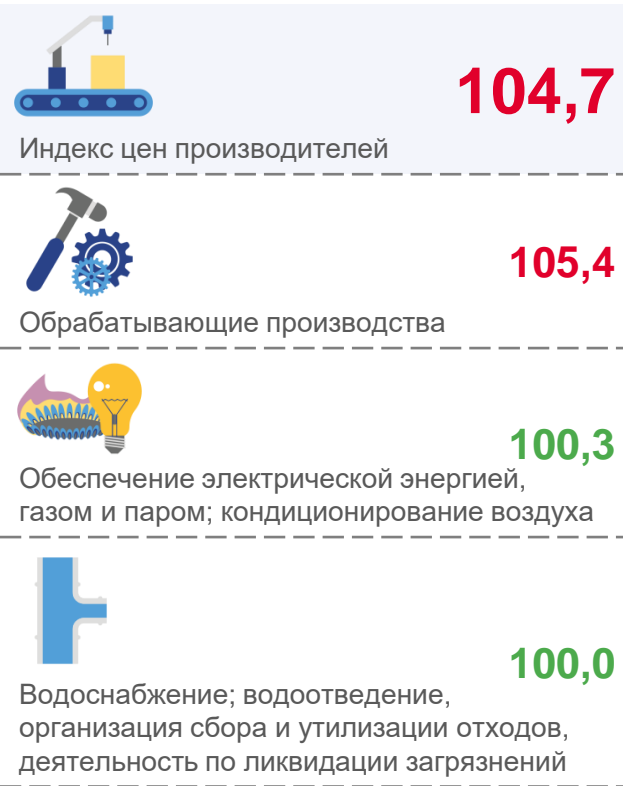 104,7
Индекс цен производителей
105,4
Обрабатывающие производства
100,3
Обеспечение электрической энергией,
газом и паром; кондиционирование воздуха
100,0
Водоснабжение; водоотведение,
организация сбора и утилизации отходов,
деятельность по ликвидации загрязнений